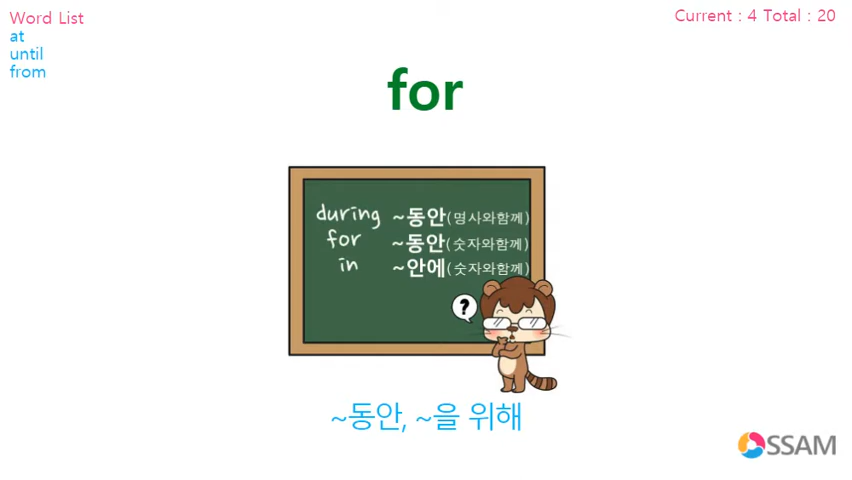 Word List
Current : 4 Total : 20
at
until
from
for
during ~동안(명사와함께)
for ~동안(숫자와함께)
in ~안에(숫자와함께)
?
~동안, ~을 위해
SSAM